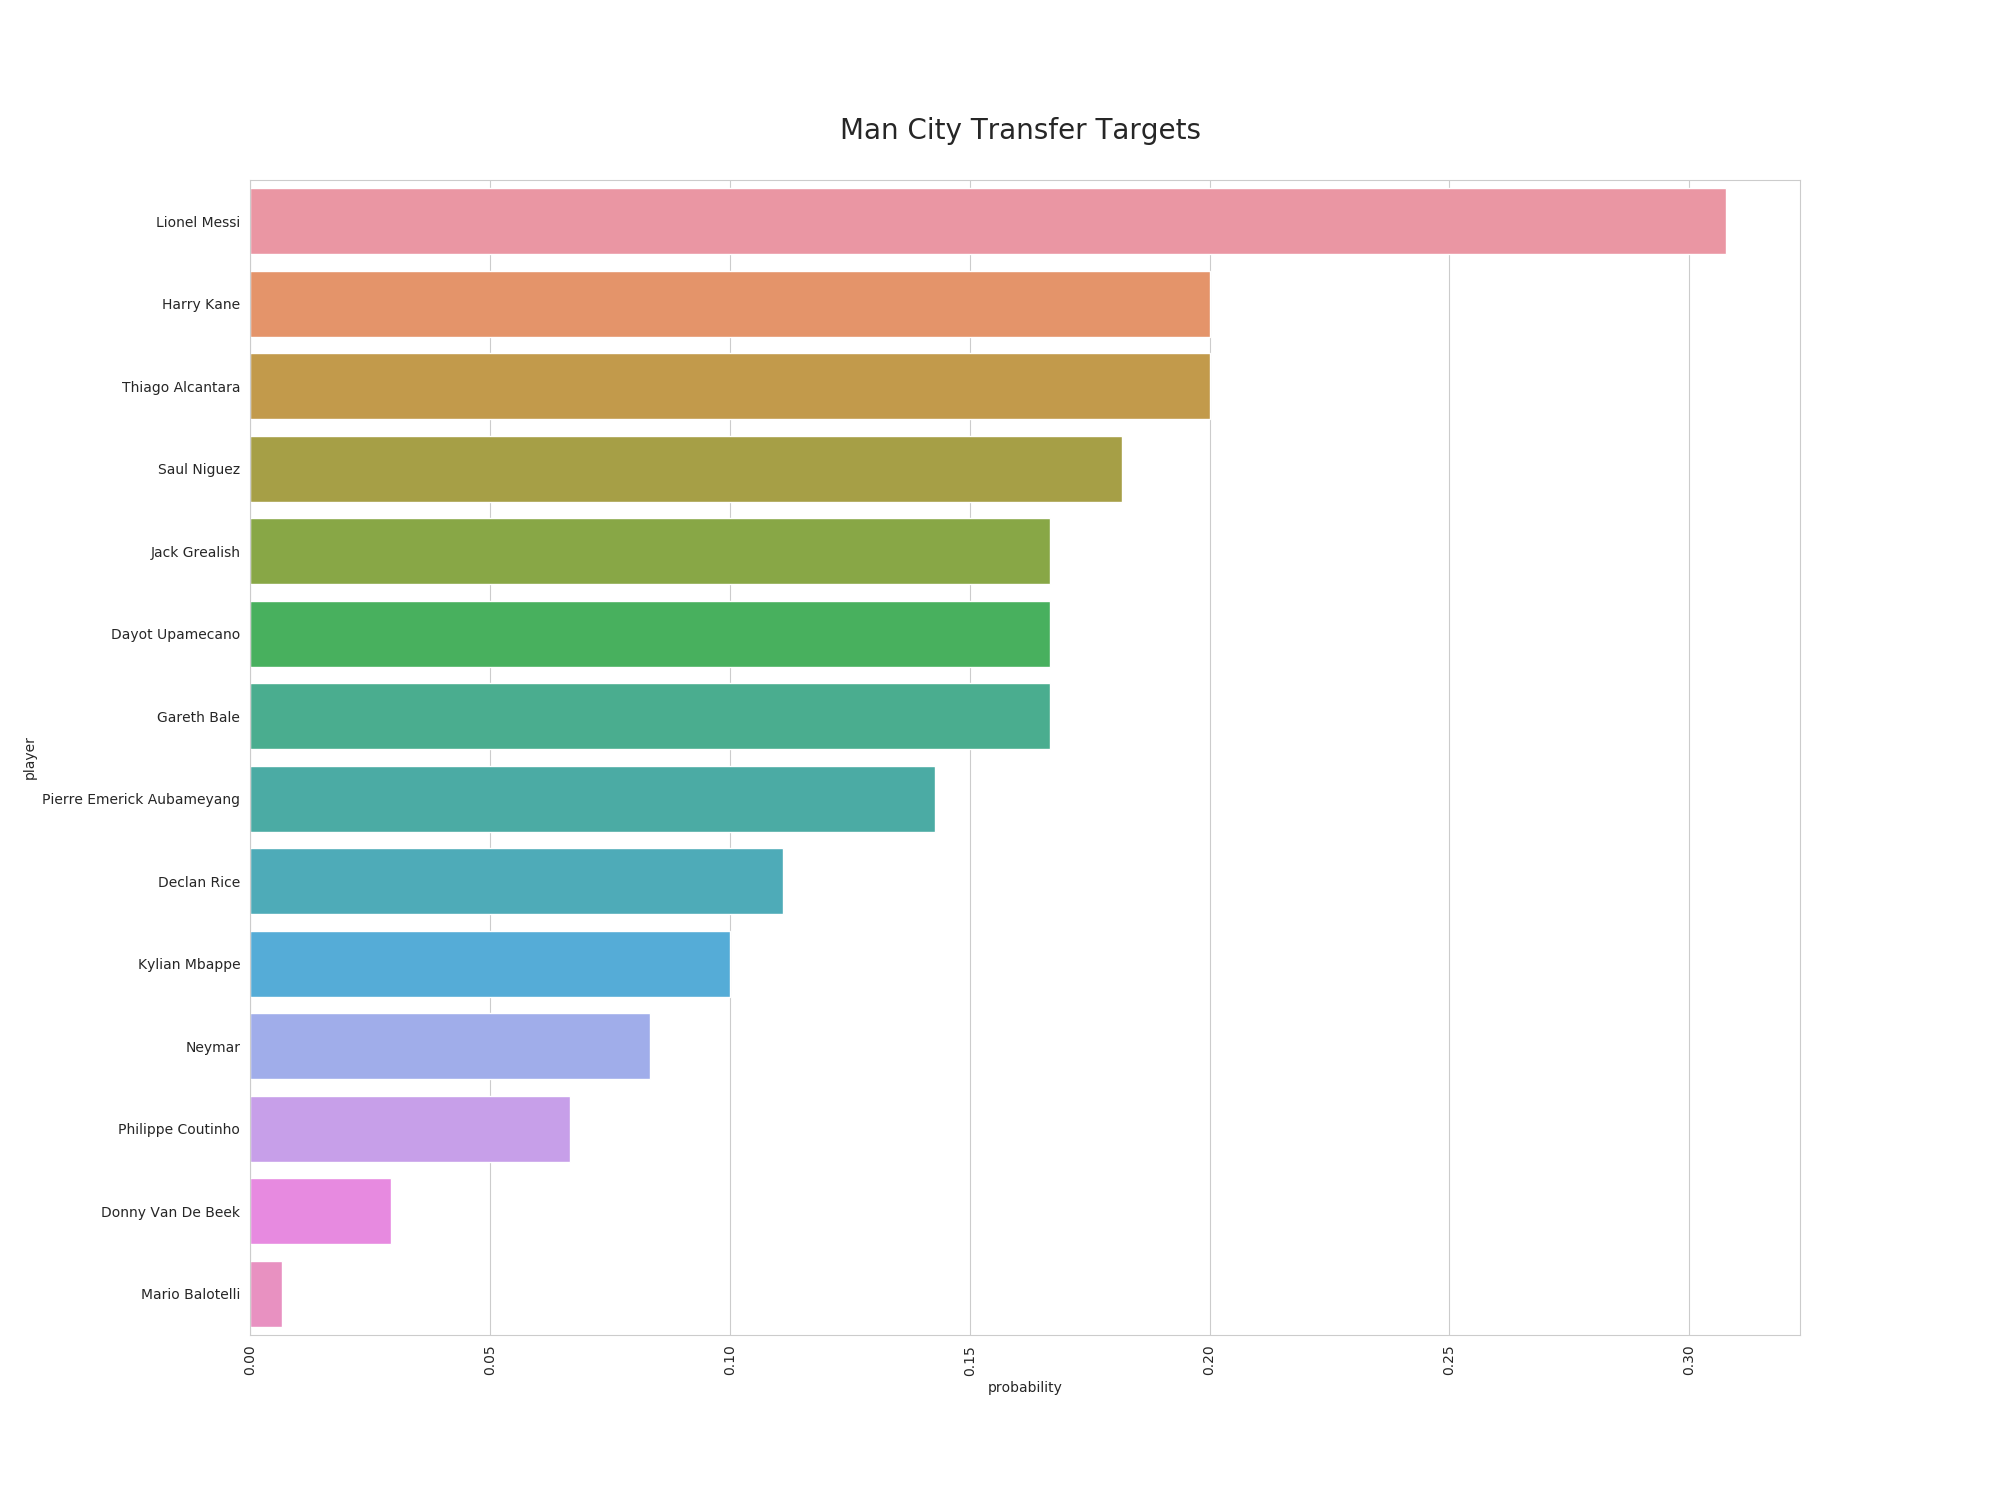 Man City Transfer Targets
Lionel Messi
Harry Kane
Thiago Alcantara
Saul Niguez
Jack Grealish
Dayot Upamecano
Gareth Bale
player
Pierre Emerick Aubameyang
Declan Rice
Kylian Mbappe
Neymar
Philippe Coutinho
Donny Van De Beek
Mario Balotelli
0.00 0.05 0.10 0.15 0.20 0.25 0.30
probability